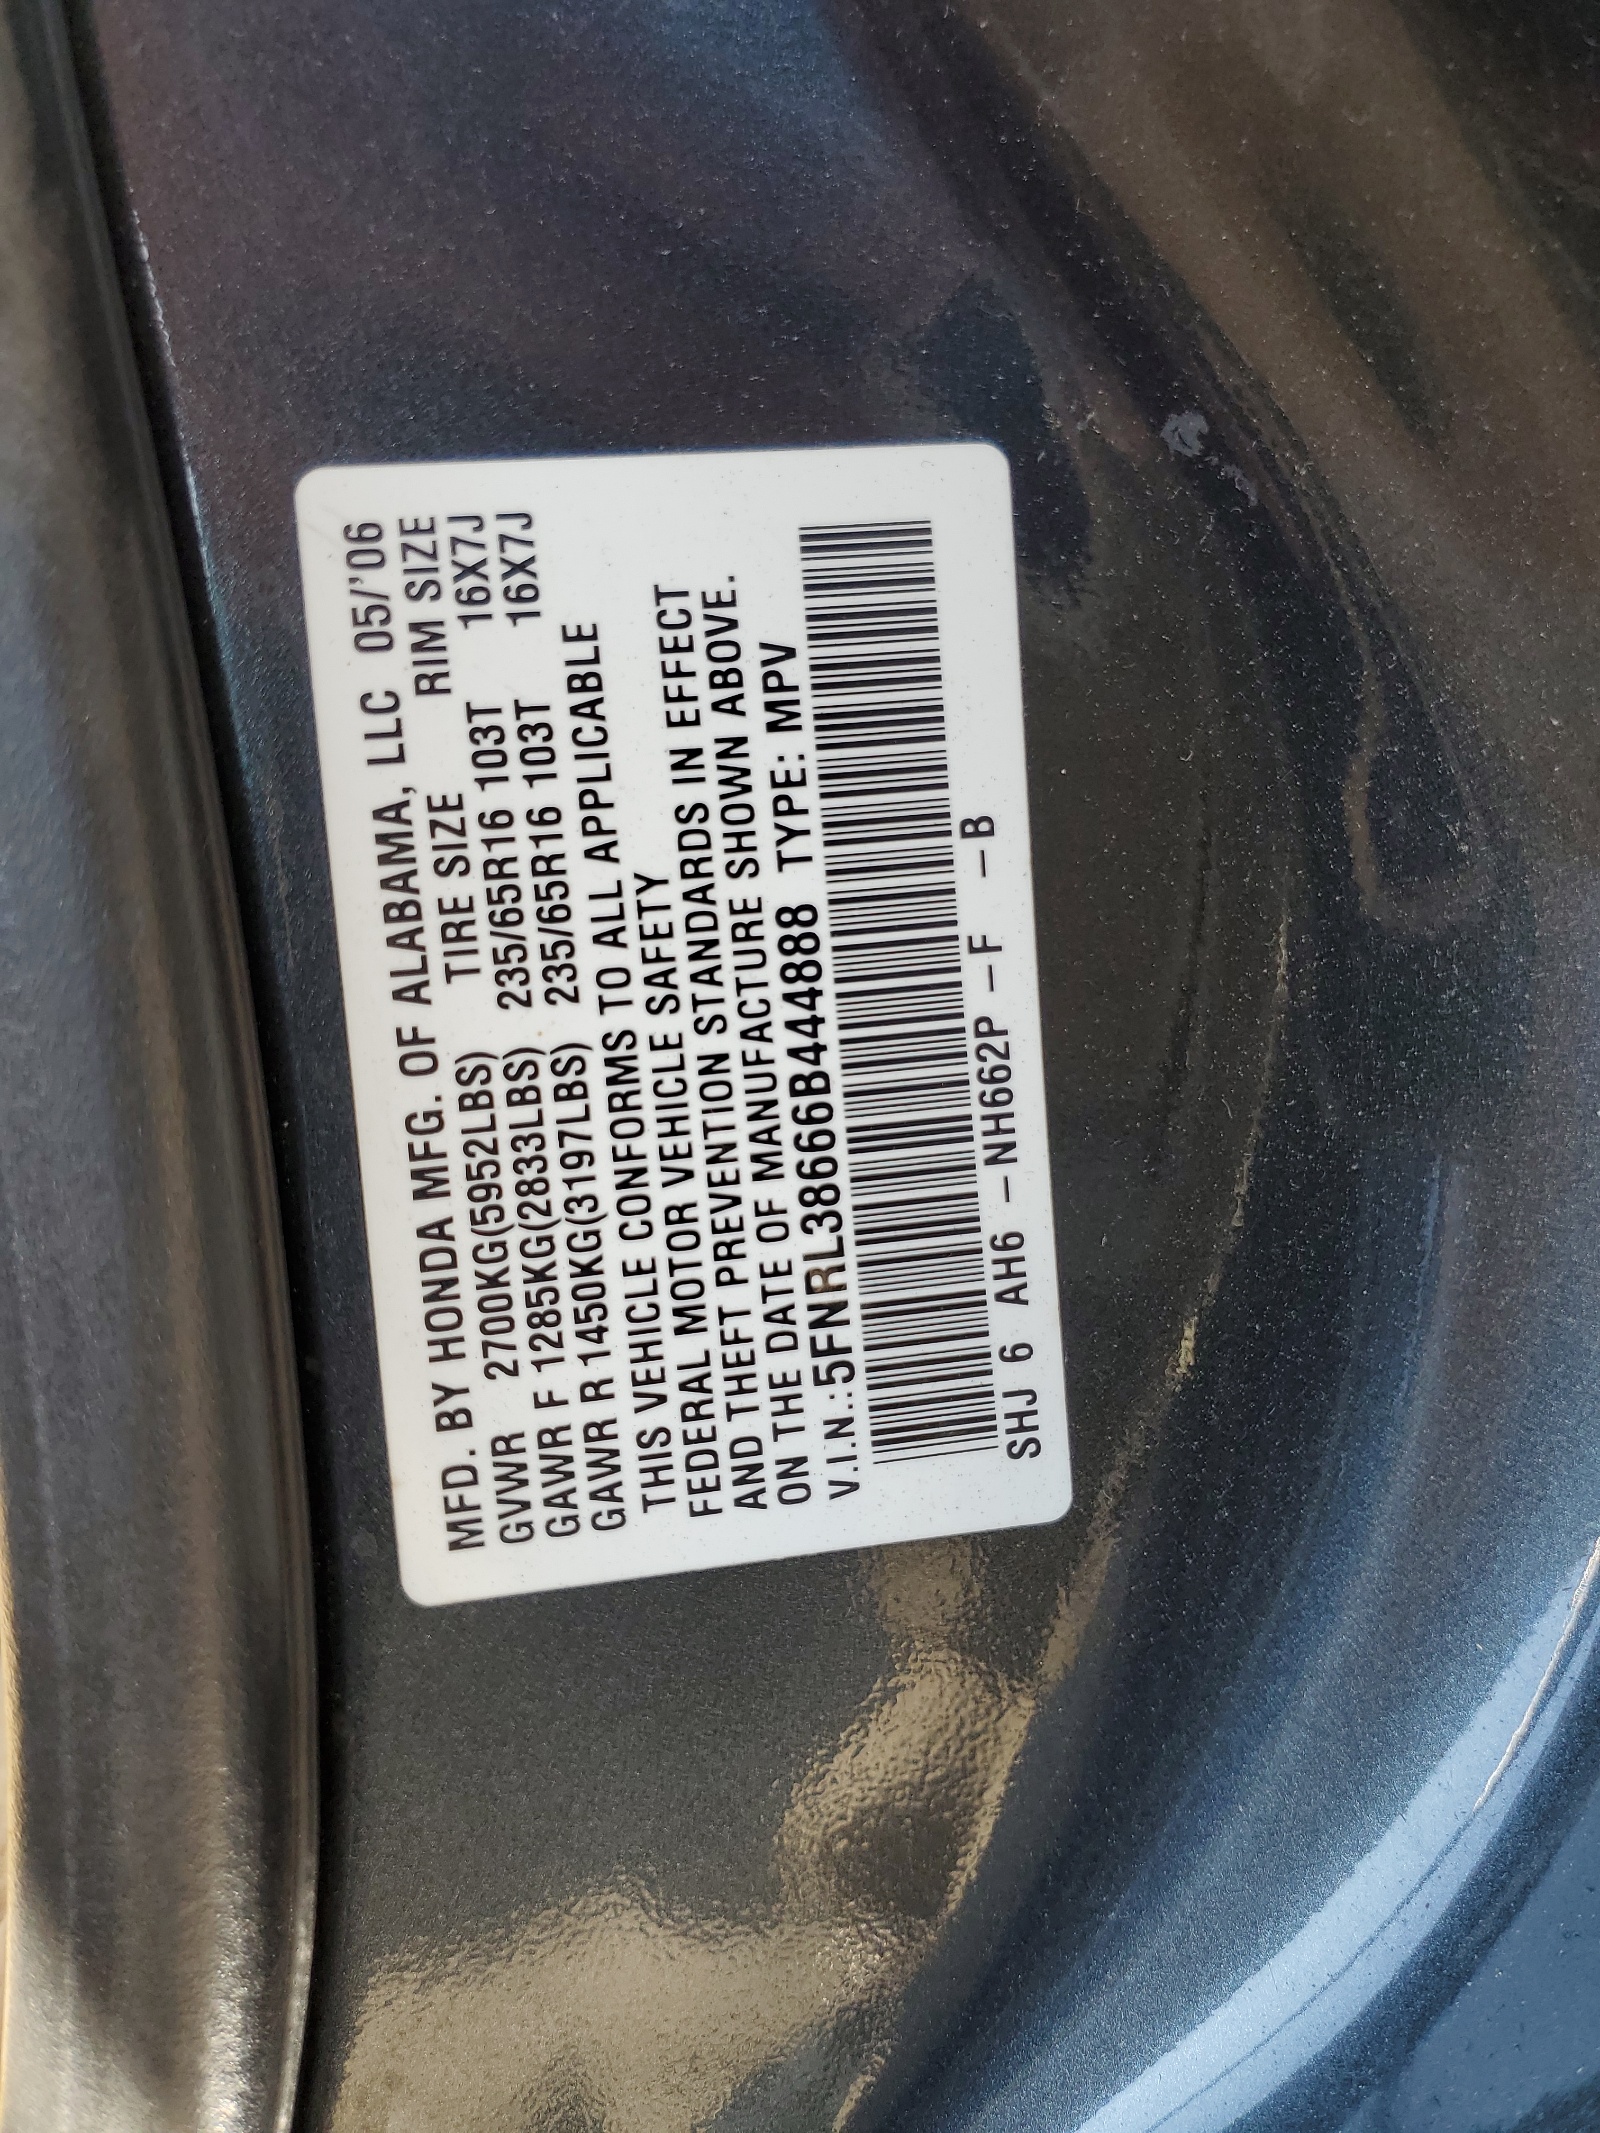 MFD. BY HONDA MFG. OF ALABAMA, LLC 05/'06
TIRE SIZE RIM SIZE
GVWR 2700KG(5952LBS)
GAWR F 1285KG(2833LBS) 235/65R16 103T 16X7J
GAWR R 1450KG(3197LBS) 235/65R16 103T 16X7J
THIS VEHICLE CONFORMS TO ALL APPLICABLE
FEDERAL MOTOR VEHICLE SAFETY
AND THEFT PREVENTION STANDARDS IN EFFECT
ON THE DATE OF MANUFACTURE SHOWN ABOVE.
V.I.N.:5FNRL38666B444888 TYPE: MPV
SHJ 6 AH6 –NH662P –F –B